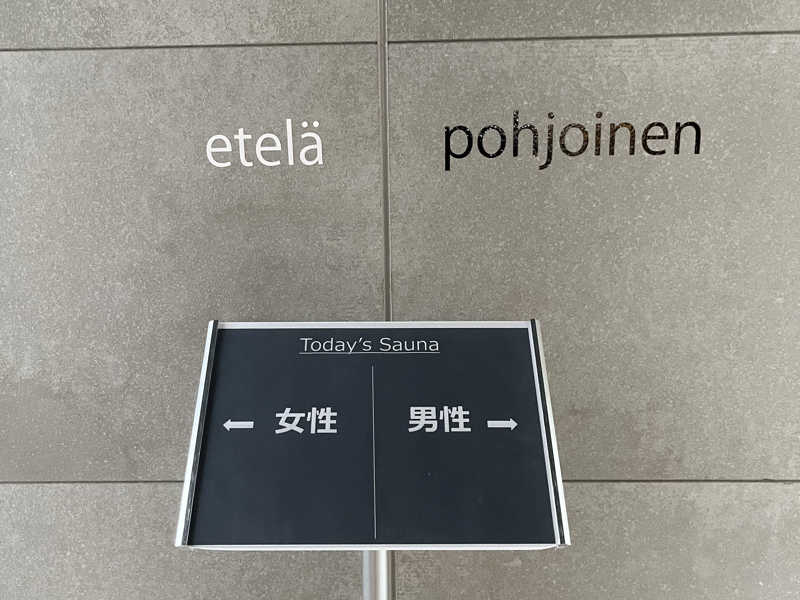 etelä pohjoinen
Today's Sauna
← 女性 男性 →